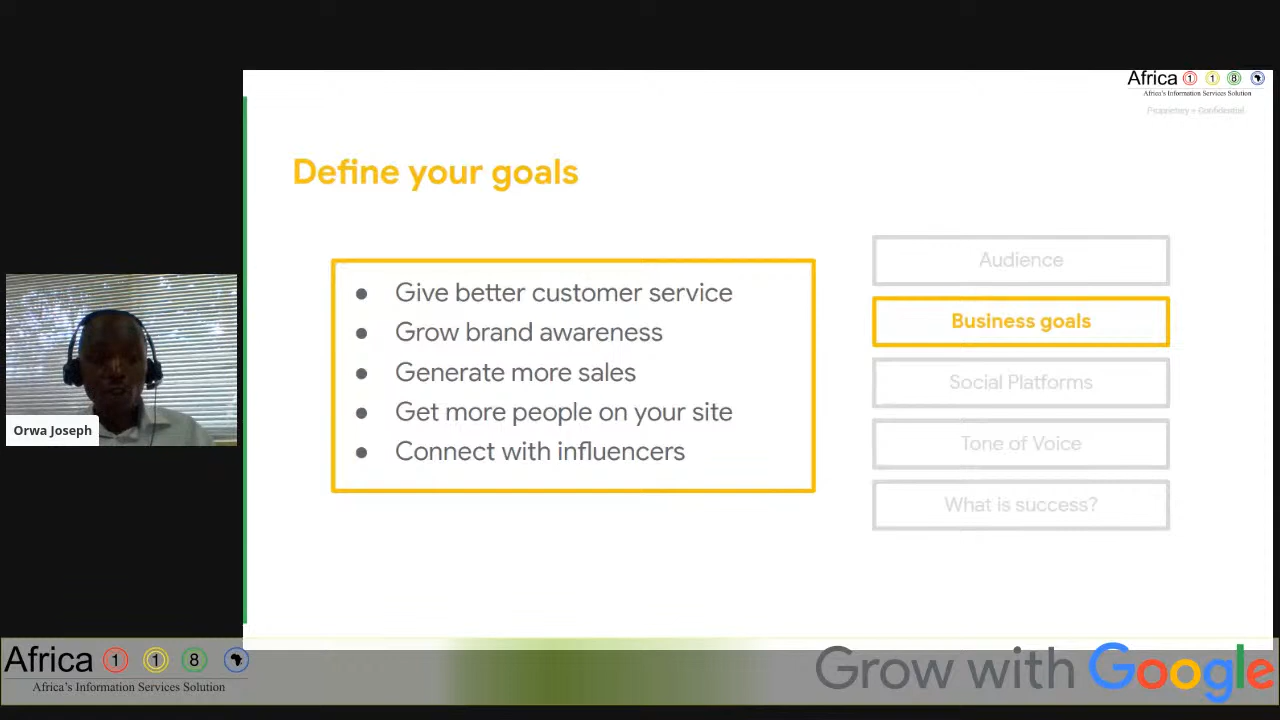 Africa 1 1 8
Africa's Information Services Solution
Proprietary + Confidential
Define your goals
● Give better customer service
● Grow brand awareness
● Generate more sales
● Get more people on your site
● Connect with influencers
Audience
Business goals
Social Platforms
Tone of Voice
What is success?
Orwa Joseph
Africa 1 1 8
Africa's Information Services Solution
Grow with Google